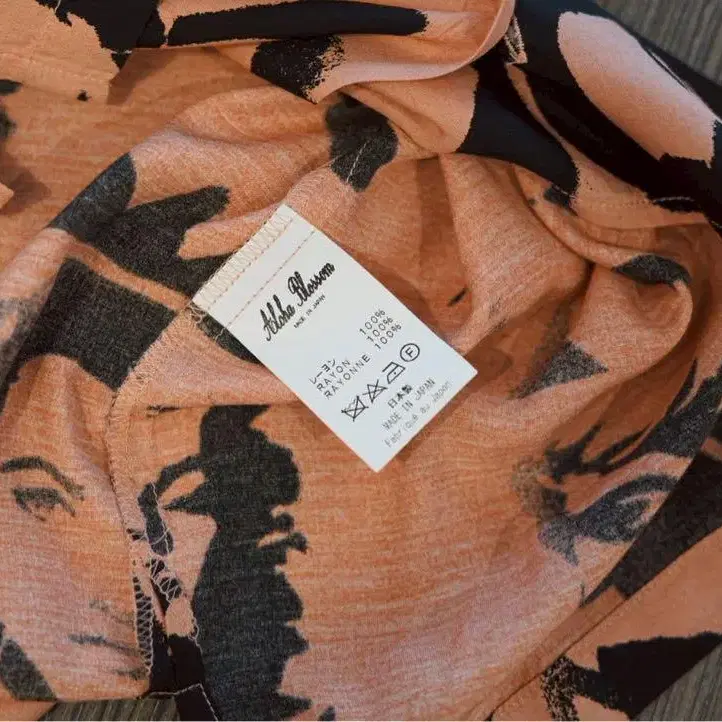 Aloha Blossom
MADE IN JAPAN
レーヨン 100%
RAYON 100%
RAYONNE 100%
F
日本製
MADE IN JAPAN
Fabriqué au Japon